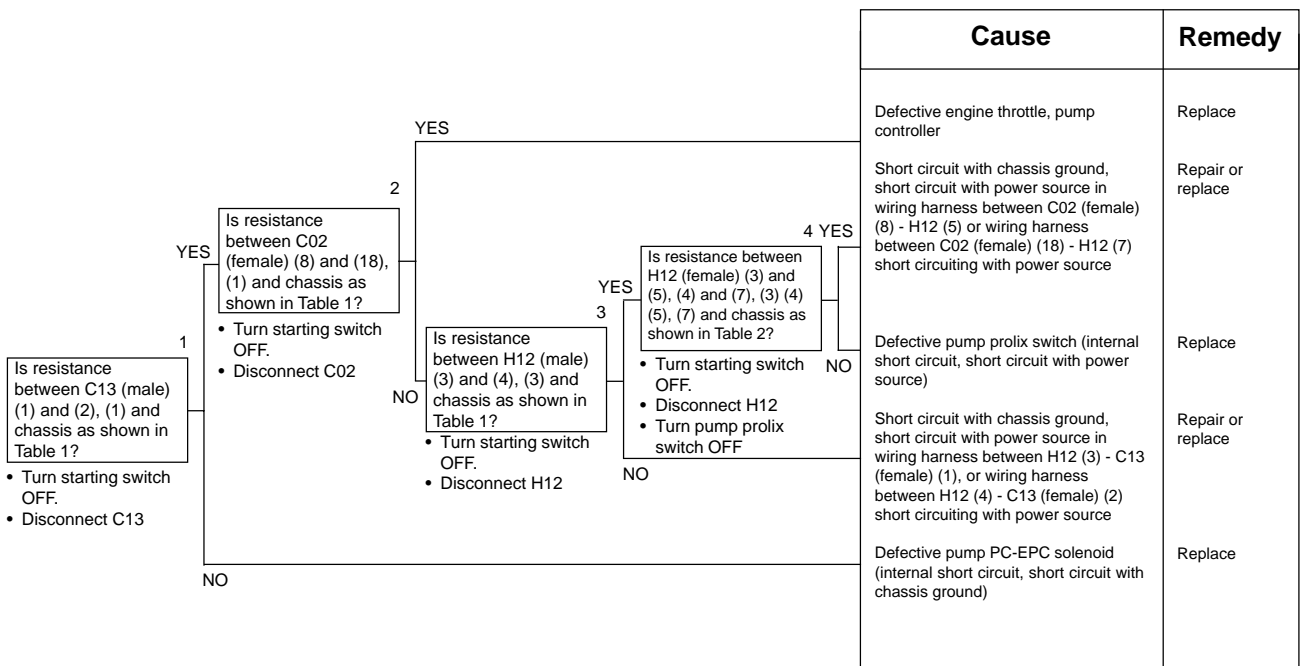 Cause
Remedy
Defective engine throttle, pump
controller
Replace
YES
2
Short circuit with chassis ground,
short circuit with power source in
wiring harness between C02 (female)
(8) - H12 (5) or wiring harness
between C02 (female) (18) - H12 (7)
short circuiting with power source
Repair or
replace
YES
Is resistance
between C02
(female) (8) and (18),
(1) and chassis as
shown in Table 1?
• Turn starting switch
OFF.
• Disconnect C02
4 YES
YES
Is resistance between
H12 (female) (3) and
(5), (4) and (7), (3) (4)
(5), (7) and chassis as
shown in Table 2?
• Turn starting switch
OFF.
• Disconnect H12
• Turn pump prolix
switch OFF
NO
Defective pump prolix switch (internal
short circuit, short circuit with power
source)
Replace
1
Is resistance
between C13 (male)
(1) and (2), (1) and
chassis as shown in
Table 1?
• Turn starting switch
OFF.
• Disconnect C13
NO
3
Is resistance
between H12 (male)
(3) and (4), (3) and
chassis as shown in
Table 1?
• Turn starting switch
OFF.
• Disconnect H12
NO
Short circuit with chassis ground,
short circuit with power source in
wiring harness between H12 (3) - C13
(female) (1), or wiring harness
between H12 (4) - C13 (female) (2)
short circuiting with power source
Repair or
replace
NO
Defective pump PC-EPC solenoid
(internal short circuit, short circuit with
chassis ground)
Replace